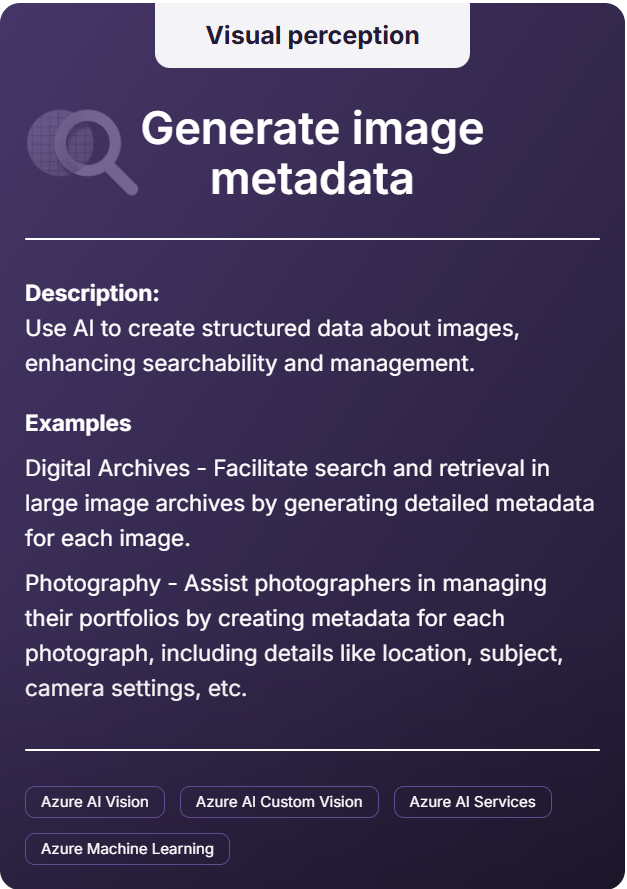 Visual perception
Generate image
metadata
Description:
Use AI to create structured data about images,
enhancing searchability and management.
Examples
Digital Archives - Facilitate search and retrieval in
large image archives by generating detailed metadata
for each image.
Photography - Assist photographers in managing
their portfolios by creating metadata for each
photograph, including details like location, subject,
camera settings, etc.
Azure AI Vision
Azure AI Custom Vision
Azure AI Services
Azure Machine Learning